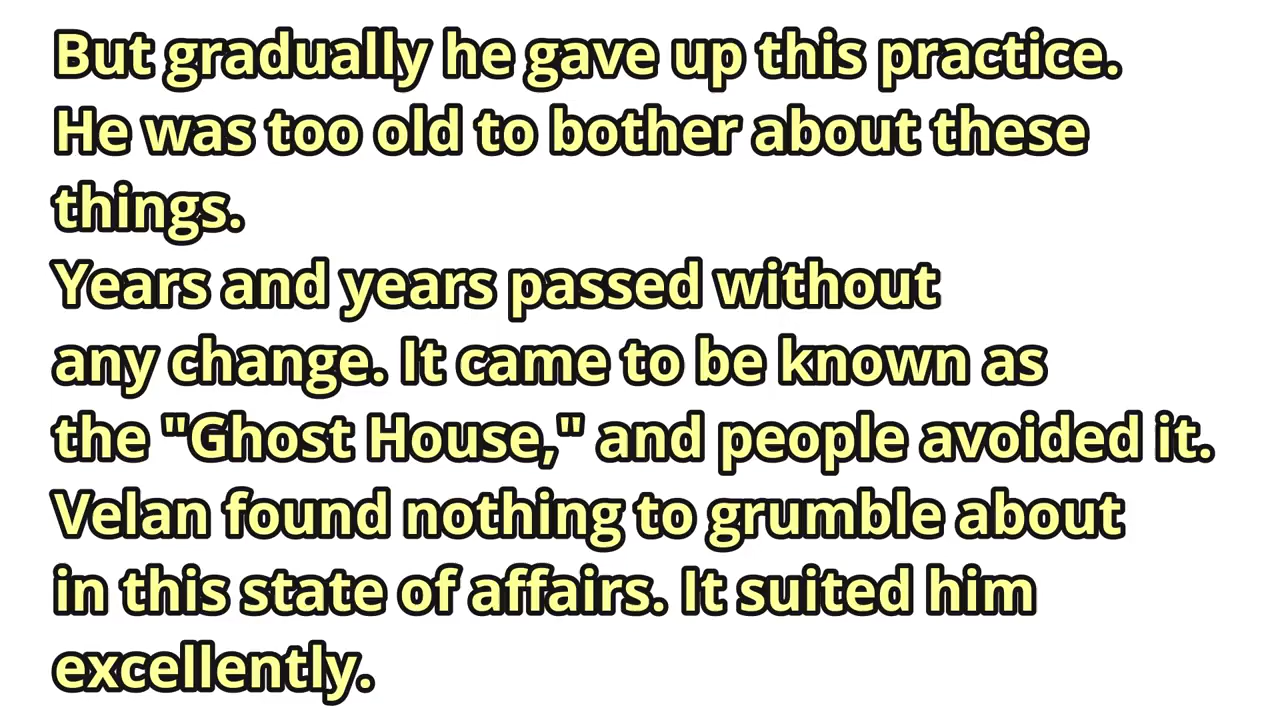 But gradually he gave up this practice.
He was too old to bother about these
things.
Years and years passed without
any change. It came to be known as
the "Ghost House," and people avoided it.
Velan found nothing to grumble about
in this state of affairs. It suited him
excellently.